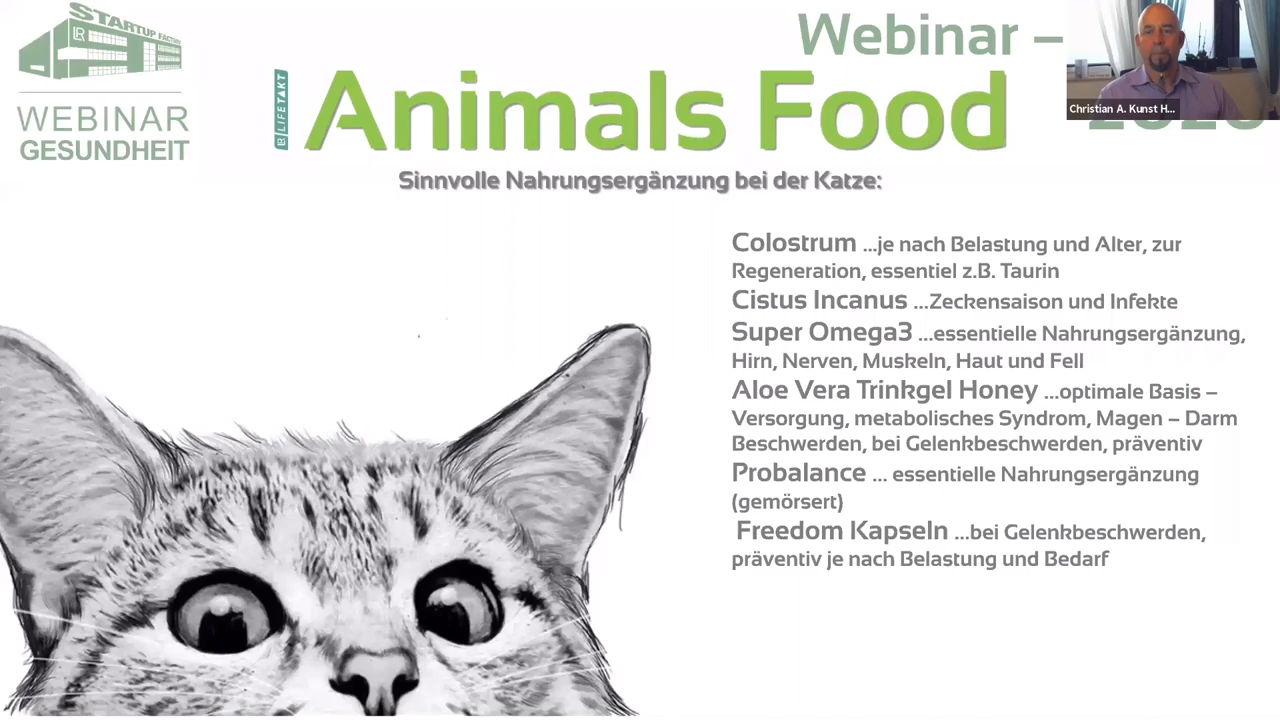 STARTUP FACTORY
LR
WEBINAR
GESUNDHEIT
Webinar –
LR LIFETAKT
Animals Food
Christian A. Kunst H...
Sinnvolle Nahrungsergänzung bei der Katze:
Colostrum ...je nach Belastung und Alter, zur
Regeneration, essentiel z.B. Taurin
Cistus Incanus ...Zeckensaison und Infekte
Super Omega3 ...essentielle Nahrungsergänzung,
Hirn, Nerven, Muskeln, Haut und Fell
Aloe Vera Trinkgel Honey ...optimale Basis –
Versorgung, metabolisches Syndrom, Magen – Darm
Beschwerden, bei Gelenkbeschwerden, präventiv
Probalance ... essentielle Nahrungsergänzung
(gemörsert)
Freedom Kapseln ...bei Gelenkbeschwerden,
präventiv je nach Belastung und Bedarf